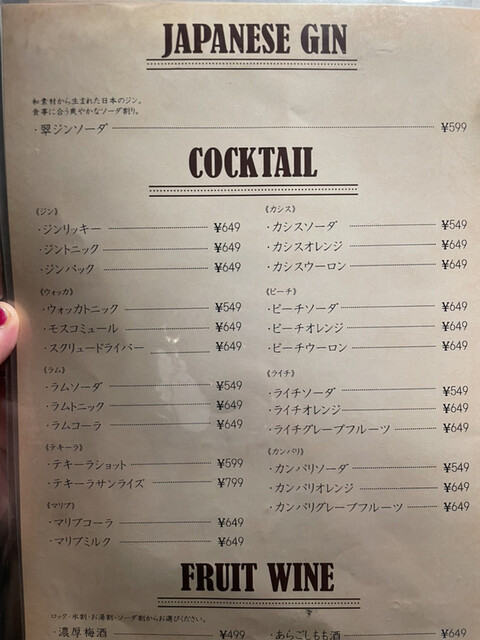 JAPANESE GIN
和素材から生まれた日本のジン。
食事に合う爽やかなソーダ割り。
・翠ジンソーダ ¥599
COCKTAIL
《ジン》
・ジンリッキー ¥649
・ジントニック ¥649
・ジンバック ¥649
《ウォッカ》
・ウォッカトニック ¥549
・モスコミュール ¥649
・スクリュードライバー ¥649
《ラム》
・ラムソーダ ¥549
・ラムトニック ¥649
・ラムコーラ ¥649
《テキーラ》
・テキーラショット ¥599
・テキーラサンライズ ¥799
《マリブ》
・マリブコーラ ¥649
・マリブミルク ¥649
《カシス》
・カシスソーダ ¥549
・カシスオレンジ ¥649
・カシスウーロン ¥649
《ピーチ》
・ピーチソーダ ¥649
・ピーチオレンジ ¥649
・ピーチウーロン ¥649
《ライチ》
・ライチソーダ ¥549
・ライチオレンジ ¥649
・ライチグレープフルーツ ¥649
《カンパリ》
・カンパリソーダ ¥549
・カンパリオレンジ ¥649
・カンパリグレープフルーツ ¥649
FRUIT WINE
ロック・水割・お湯割・ソーダ割からお選びください。
・濃厚梅酒 ¥499
・あらごしもも酒 ¥649